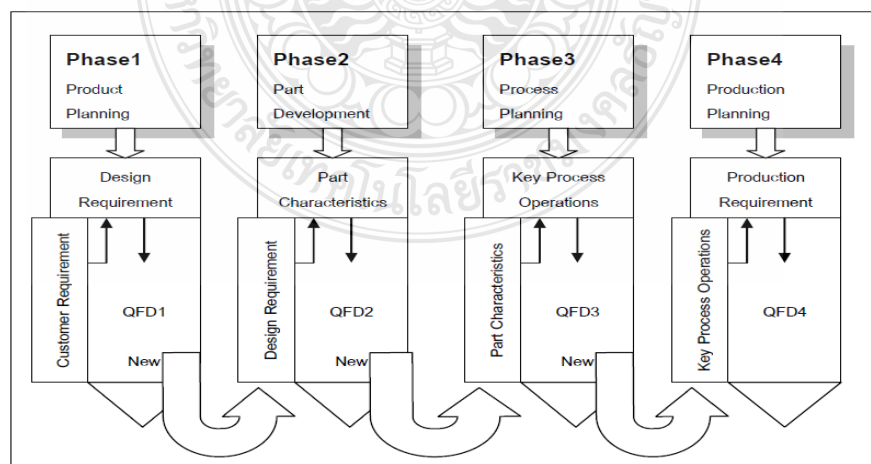 Phase1
Product
Planning
Phase2
Part
Development
Phase3
Process
Planning
Phase4
Production
Planning
Design
Requirement
Part
Characteristics
Key Process
Operations
Production
Requirement
Customer Requirement
QFD1
New
Design Requirement
QFD2
New
Part Characteristics
QFD3
New
Key Process Operations
QFD4